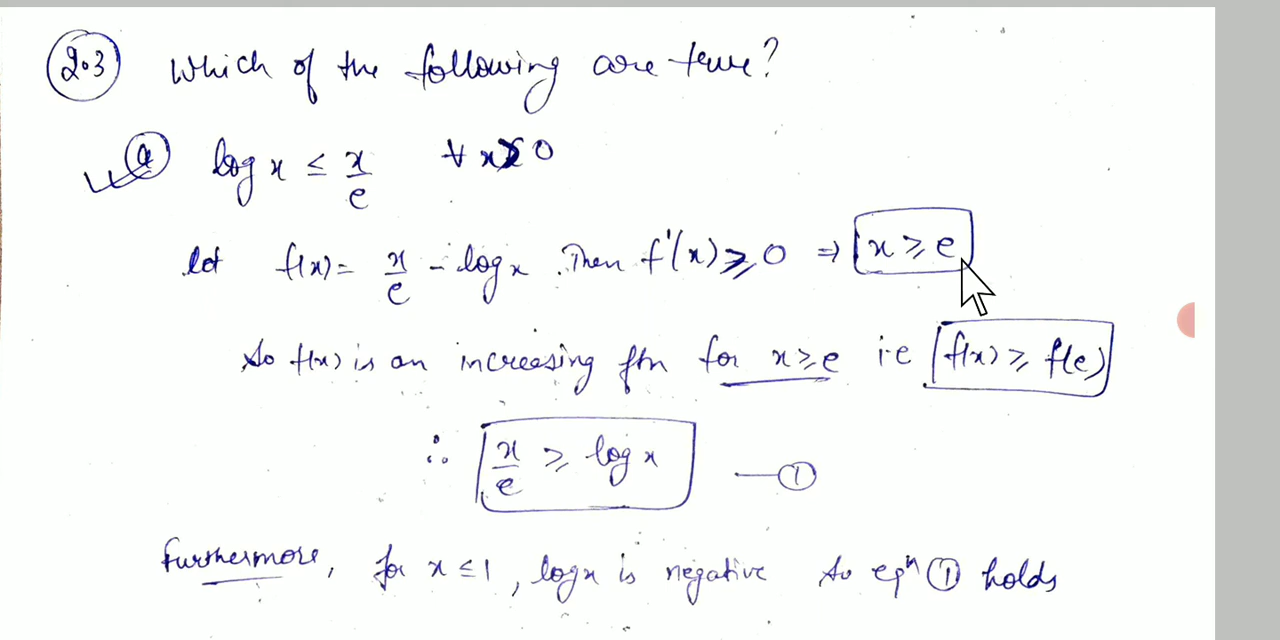 2.3 Which of the following are true?
(a) log x ≤ x/e ∀ x>0
let f(x) = x/e - log x. Then f'(x) ≥ 0 ⇒ x ≥ e
So f(x) is an increasing fn for x ≥ e i.e f(x) ≥ f(e)
∴ x/e ≥ log x —(1)
Furthermore, for x ≤ 1, log x is negative so eqn (1) holds